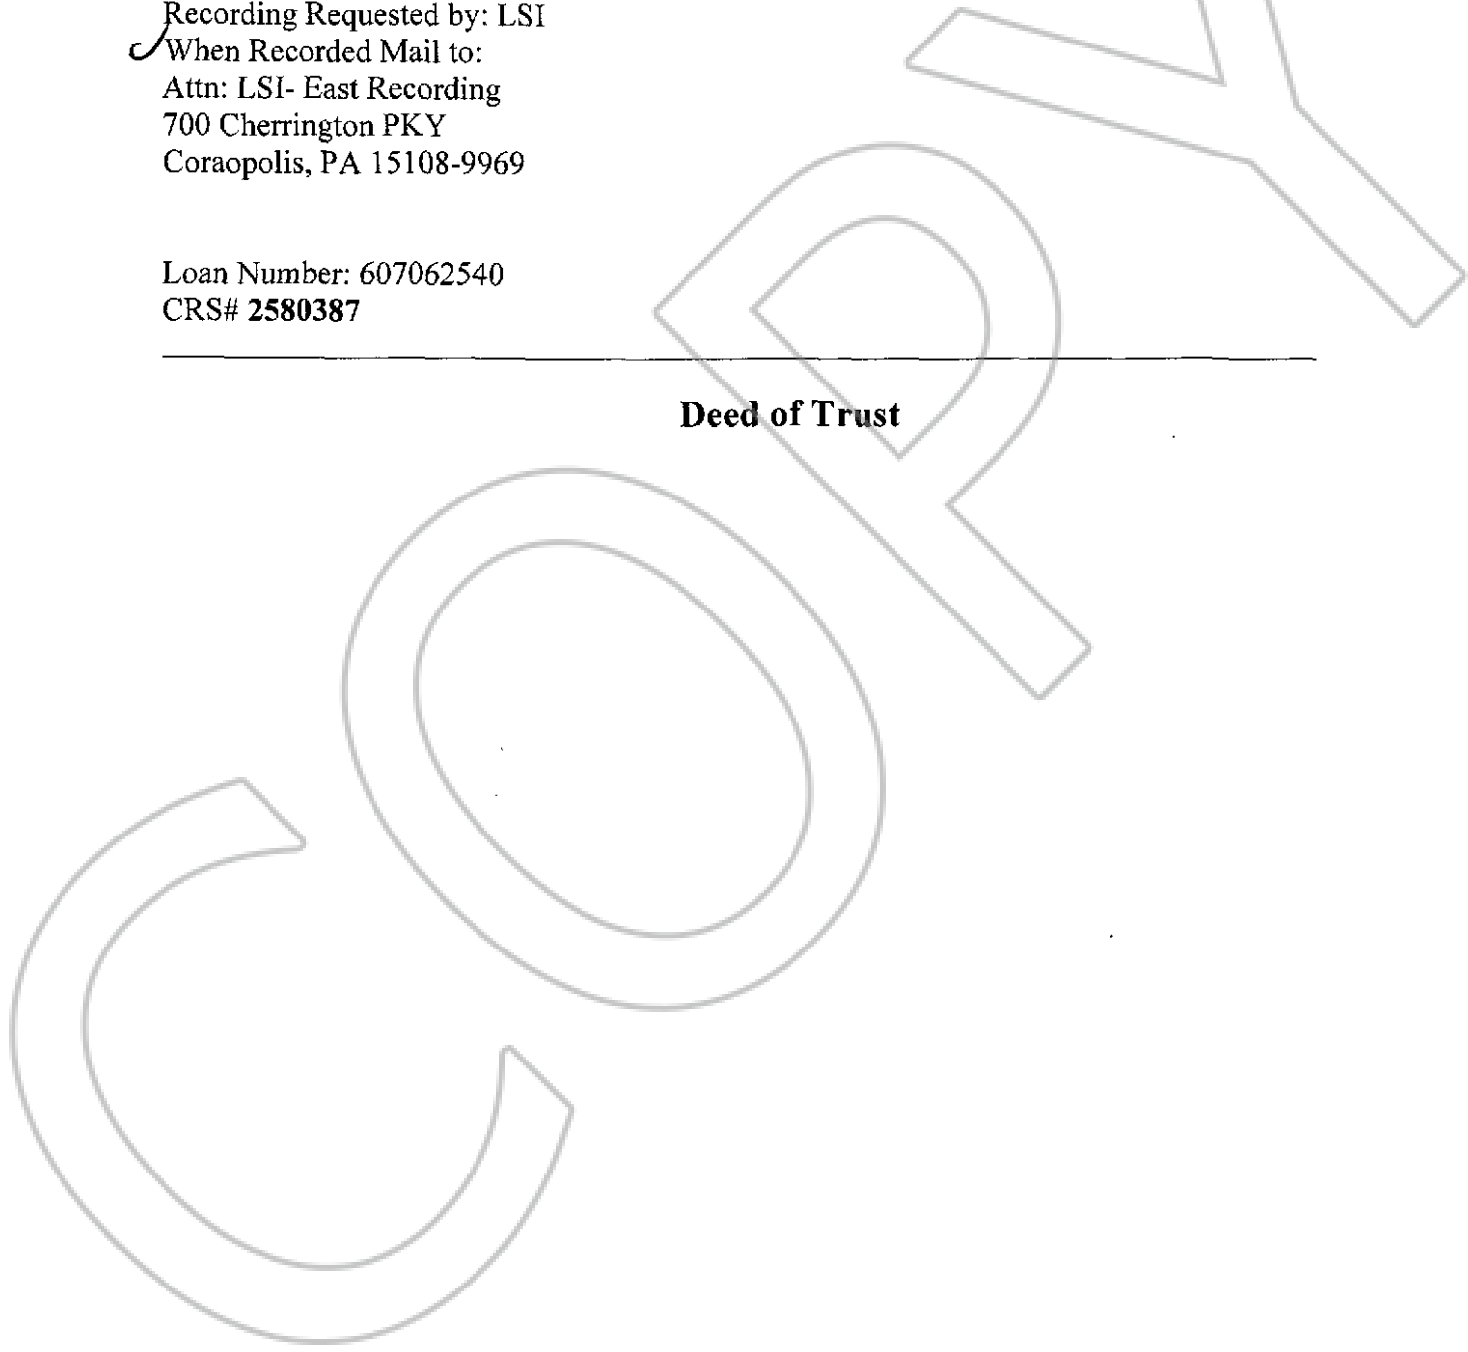 Recording Requested by: LSI
When Recorded Mail to:
Attn: LSI- East Recording
700 Cherrington PKY
Coraopolis, PA 15108-9969
Loan Number: 607062540
CRS# 2580387
Deed of Trust
COPY